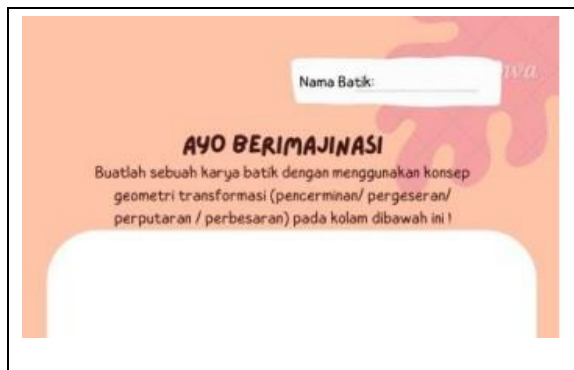 Nama Batik:
AYO BERIMAJINASI
Buatlah sebuah karya batik dengan menggunakan konsep
geometri transformasi (pencerminan/ pergeseran/
perputaran / perbesaran) pada kolam dibawah ini !